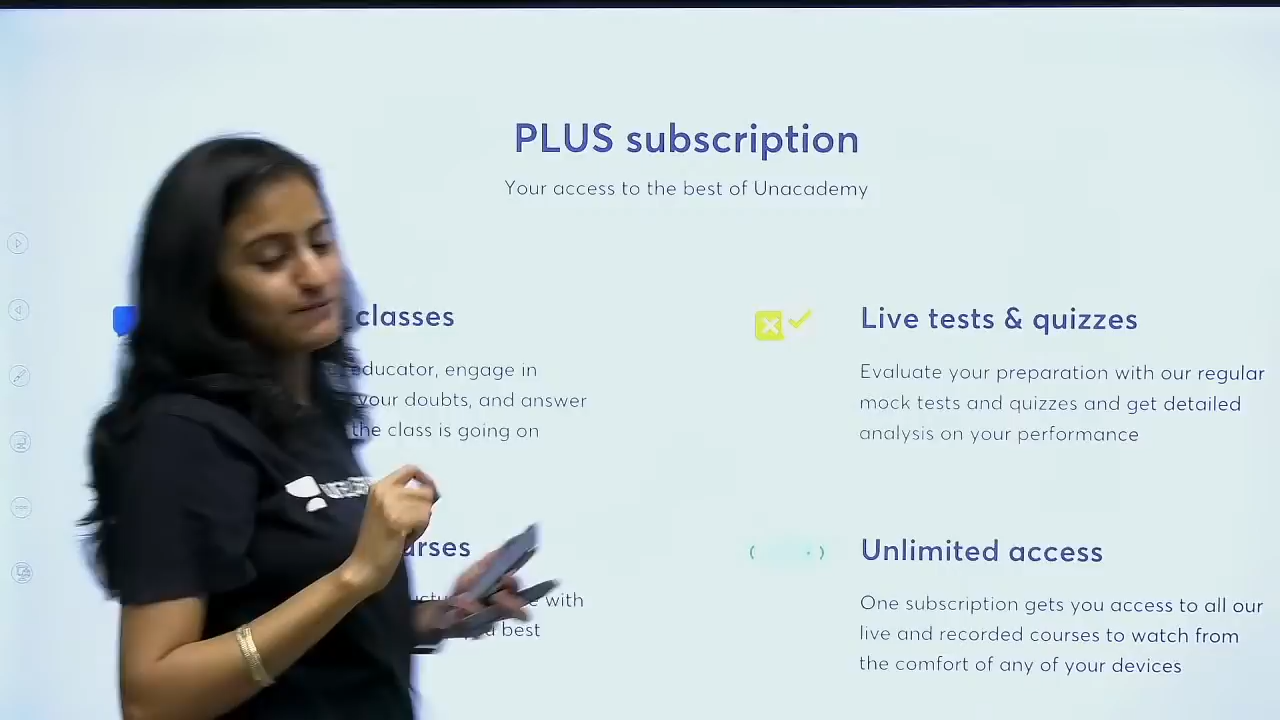 PLUS subscription
Your access to the best of Unacademy
classes
educator, engage in
your doubts, and answer
the class is going on
Live tests & quizzes
Evaluate your preparation with our regular
mock tests and quizzes and get detailed
analysis on your performance
with
best
Unlimited access
One subscription gets you access to all our
live and recorded courses to watch from
the comfort of any of your devices